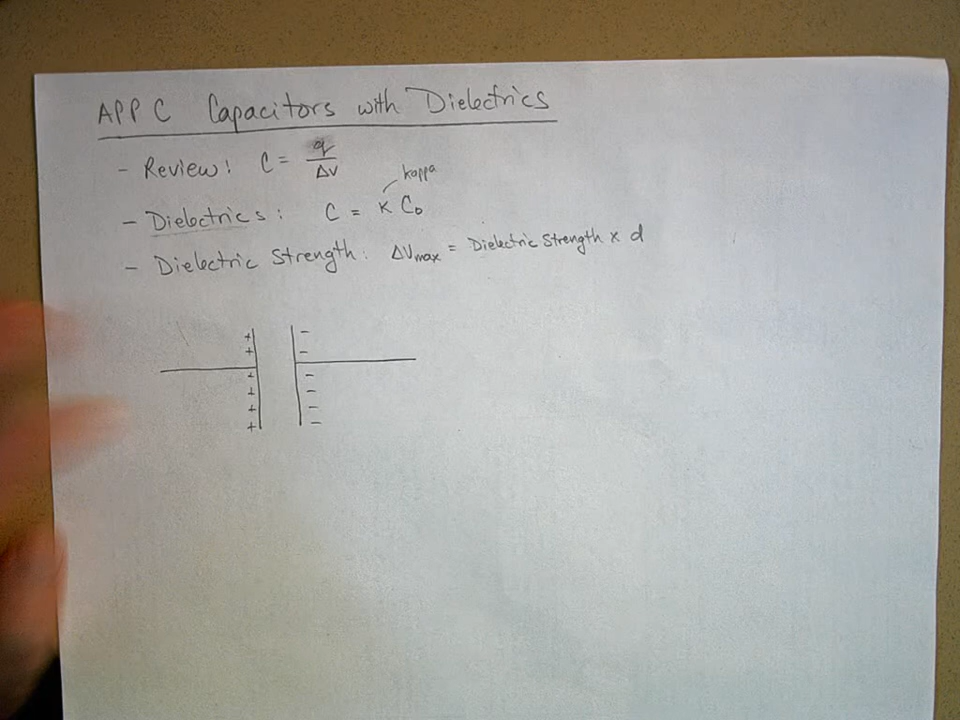 APP C Capacitors with Dielectrics
- Review: C = q/ΔV
kappa
- Dielectrics: C = κ C₀
- Dielectric Strength: ΔVmax = Dielectric Strength x d
+ −
+ −
+ −
+ −
+ −
+ −